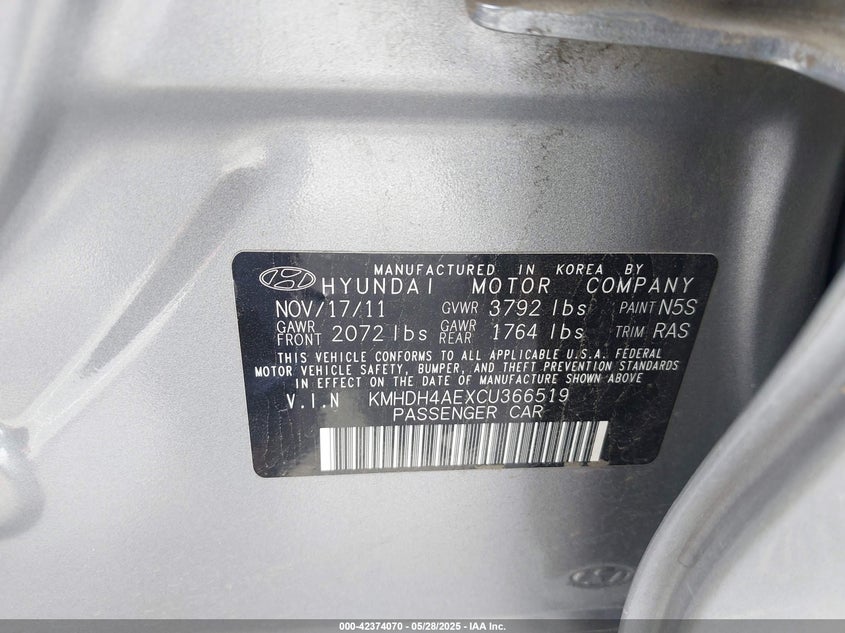 MANUFACTURED IN KOREA BY
HYUNDAI MOTOR COMPANY
NOV/17/11 GVWR 3792 lbs PAINT N5S
GAWR FRONT 2072 lbs GAWR REAR 1764 lbs TRIM RAS
THIS VEHICLE CONFORMS TO ALL APPLICABLE U.S.A. FEDERAL
MOTOR VEHICLE SAFETY, BUMPER, AND THEFT PREVENTION STANDARDS
IN EFFECT ON THE DATE OF MANUFACTURE SHOWN ABOVE
V.I.N KMHDH4AEXCU366519
PASSENGER CAR
000-42374070 - 05/28/2025 - IAA Inc.